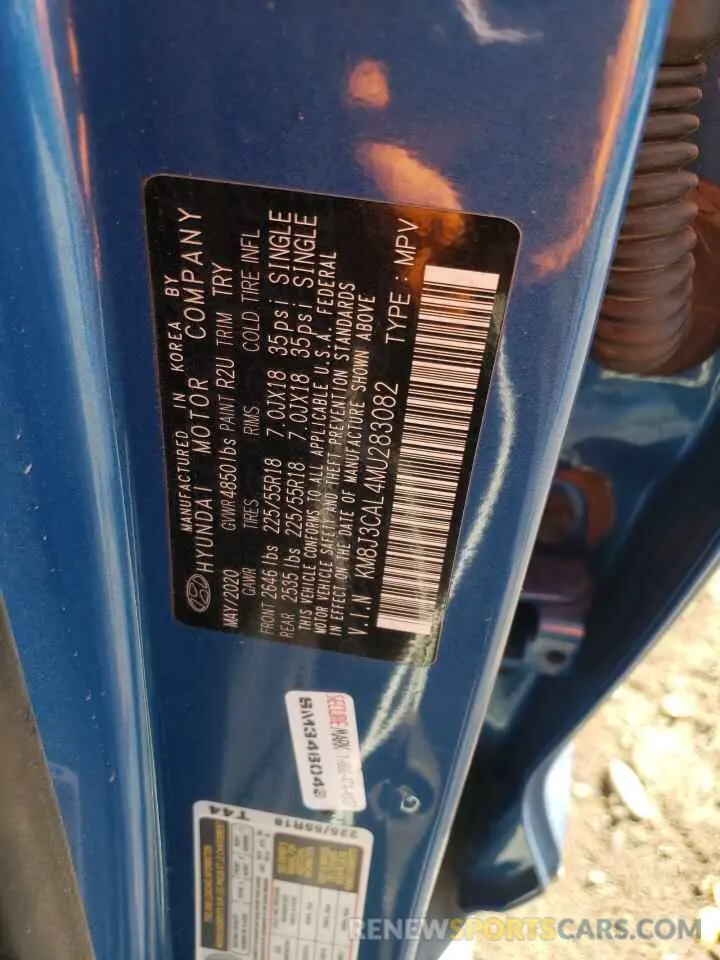 MANUFACTURED IN KOREA BY
HYUNDAI MOTOR COMPANY
MAY/2020 GVWR 4850lbs PAINT R2U TRIM TRY
GAWR TIRES RIMS COLD TIRE INFL
FRONT 2646 lbs 225/55R18 7.0JX18 35psi SINGLE
REAR 2535 lbs 225/55R18 7.0JX18 35psi SINGLE
THIS VEHICLE CONFORMS TO ALL APPLICABLE U.S.A. FEDERAL
MOTOR VEHICLE SAFETY AND THEFT PREVENTION STANDARDS
IN EFFECT ON THE DATE OF MANUFACTURE SHOWN ABOVE
V.I.N KM8J3CAL4MU283082 TYPE : MPV
SECURE MARK
SM348042
T44
225/55R18
RENEWSPORTSCARS.COM